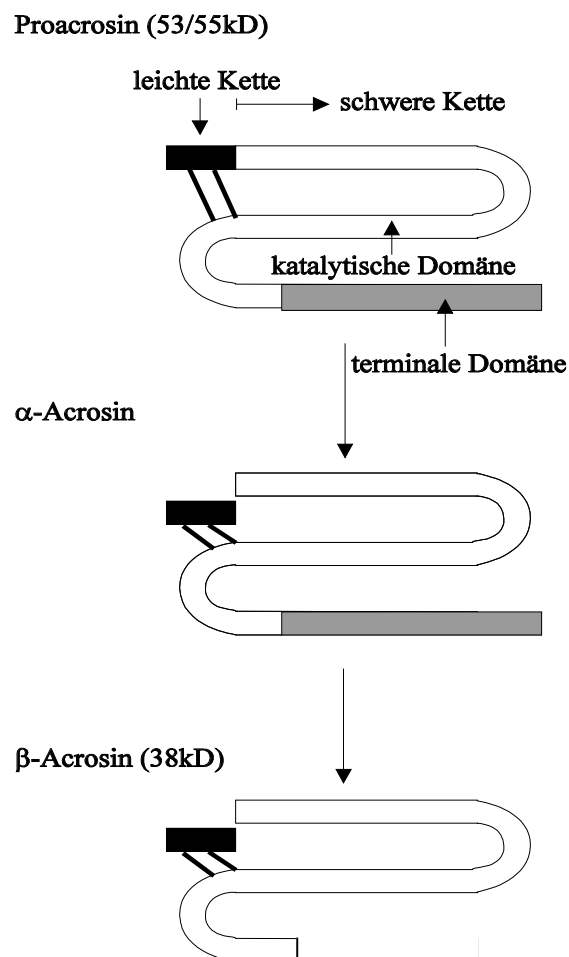 Proacrosin (53/55kD)
leichte Kette
schwere Kette
katalytische Domäne
terminale Domäne
α-Acrosin
β-Acrosin (38kD)